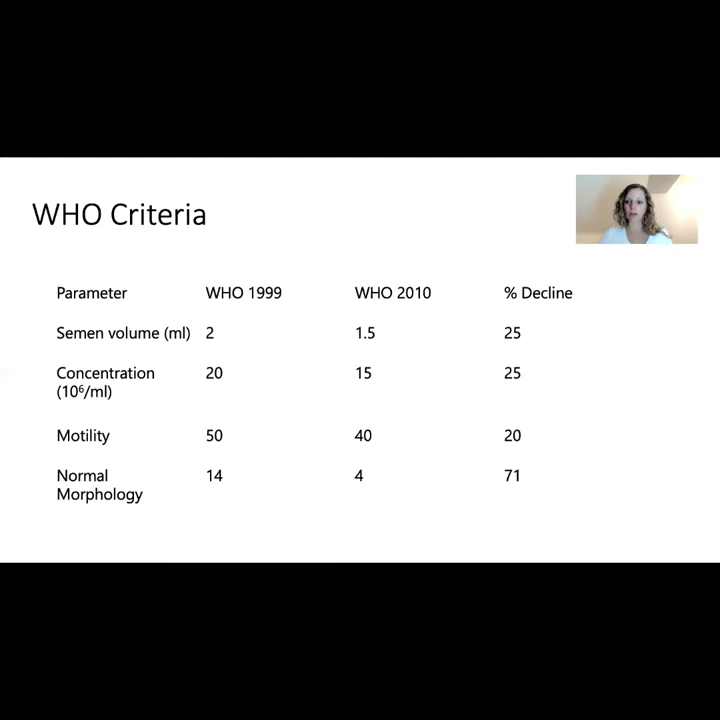 WHO Criteria
Parameter WHO 1999 WHO 2010 % Decline
Semen volume (ml) 2 1.5 25
Concentration 20 15 25
(10⁶/ml)
Motility 50 40 20
Normal 14 4 71
Morphology